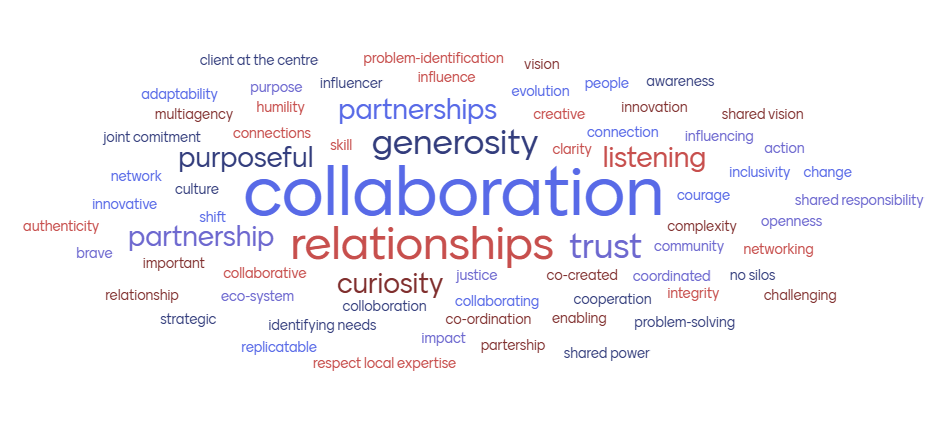 client at the centre
problem-identification
vision
influence
adaptability
purpose
influencer
evolution
people
awareness
multiagency
humility
partnerships
creative
innovation
shared vision
joint comitment
connections
skill
generosity
clarity
connection
influencing
action
purposeful
listening
network
culture
collaboration
inclusivity
change
innovative
shift
courage
shared responsibility
authenticity
partnership
relationships
trust
complexity
openness
brave
community
networking
important
collaborative
curiosity
justice
co-created
coordinated
no silos
relationship
eco-system
colloboration
collaborating
cooperation
integrity
challenging
strategic
identifying needs
co-ordination
enabling
problem-solving
replicatable
impact
partership
shared power
respect local expertise